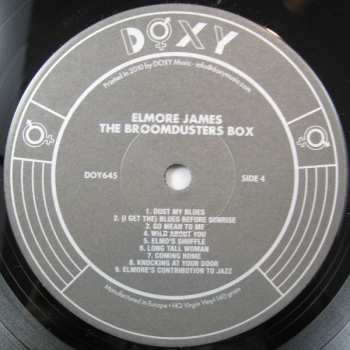 DOXY
Printed in 2010 by DOXY Music - info@doxymusic.com
ELMORE JAMES
THE BROOMDUSTERS BOX
DOY645
SIDE 4
1. DUST MY BLUES
2. (I GET THE) BLUES BEFORE SUNRISE
3. SO MEAN TO ME
4. WILD ABOUT YOU
5. ELMO'S SHUFFLE
6. LONG TALL WOMAN
7. COMING HOME
8. KNOCKING AT YOUR DOOR
9. ELMORE'S CONTRIBUTION TO JAZZ
Manufactured in Europe - HQ Virgin Vinyl 140 gram